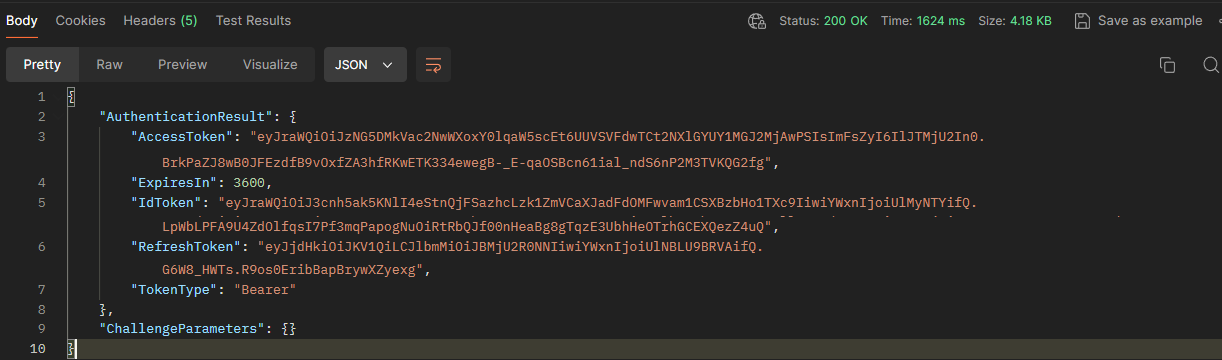 Body Cookies Headers (5) Test Results Status: 200 OK Time: 1624 ms Size: 4.18 KB Save as example
Pretty Raw Preview Visualize JSON
1 {
2 "AuthenticationResult": {
3 "AccessToken": "eyJraWQiOiJzNG5DMkVac2NwWXoxY0lqaW5scEt6UUVSVFdwTCt2NXlGYUY1MGJ2MjAwPSIsImFsZyI6IlJTMjU2In0.
BrkPaZJ8wB0JFEzdfB9vOxfZA3hfRKwETK334ewegB-_E-qaOSBcn61ial_ndS6nP2M3TVKQG2fg",
4 "ExpiresIn": 3600,
5 "IdToken": "eyJraWQiOiJ3cnh5ak5KNlI4eStnQjFSazhcLzk1ZmVCaXJadFdOMFwvam1CSXBzbHo1TXc9IiwiYWxnIjoiUlMyNTYifQ.
LpWbLPFA9U4ZdOlfqsI7Pf3mqPapogNuOiRtRbQJf00nHeaBg8gTqzE3UbhHeOTrhGCEXQezZ4uQ",
6 "RefreshToken": "eyJjdHkiOiJKV1QiLCJlbmMiOiJBMjU2R0NNIiwiYWxnIjoiUlNBLU9BRVAifQ.
G6W8_HWTs.R9os0EribBapBrywXZyexg",
7 "TokenType": "Bearer"
8 },
9 "ChallengeParameters": {}
10 }